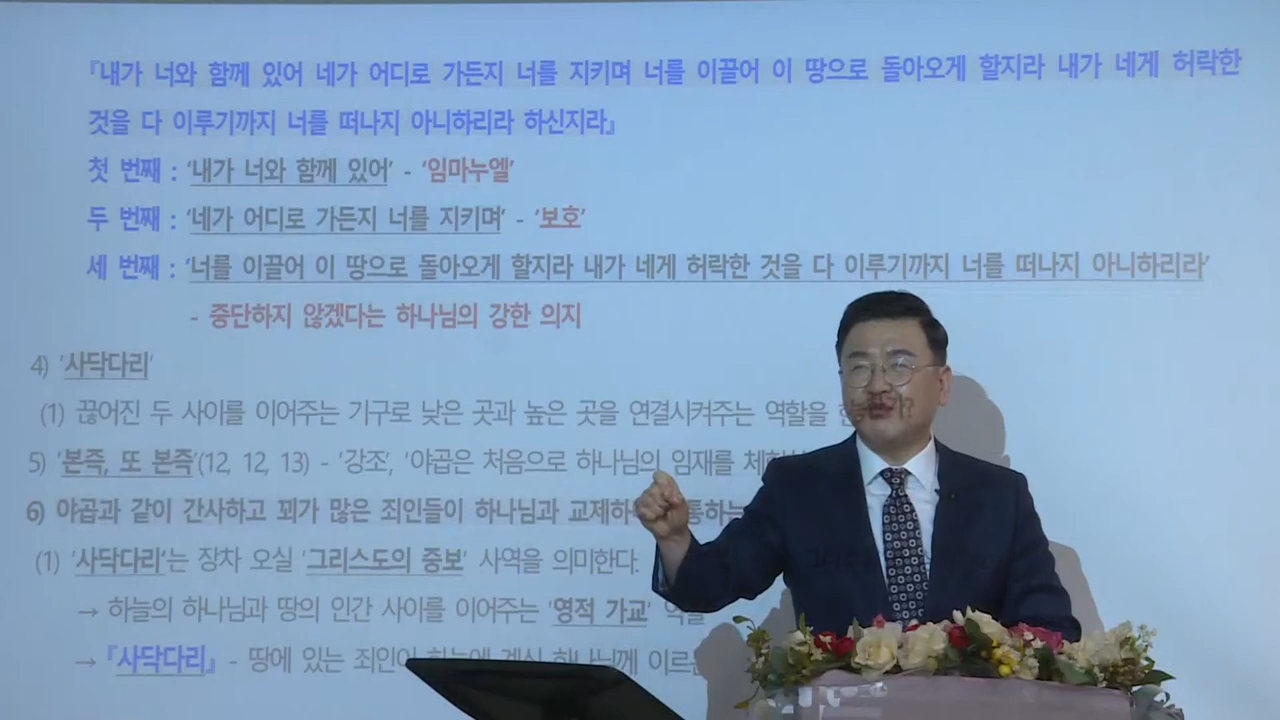 『내가 너와 함께 있어 네가 어디로 가든지 너를 지키며 너를 이끌어 이 땅으로 돌아오게 할지라 내가 네게 허락한
것을 다 이루기까지 너를 떠나지 아니하리라 하신지라』
첫 번째 : ‘내가 너와 함께 있어’ - ‘임마누엘’
두 번째 : ‘네가 어디로 가든지 너를 지키며’ - ‘보호’
세 번째 : ‘너를 이끌어 이 땅으로 돌아오게 할지라 내가 네게 허락한 것을 다 이루기까지 너를 떠나지 아니하리라’
- 중단하지 않겠다는 하나님의 강한 의지
4) ‘사닥다리’
(1) 끊어진 두 사이를 이어주는 기구로 낮은 곳과 높은 곳을 연결시켜주는 역할을
5) ‘본즉, 또 본즉’(12, 12, 13) - ‘강조’, ‘야곱은 처음으로 하나님의 임재를
6) 야곱과 같이 간사하고 꾀가 많은 죄인들이 하나님과
(1) ‘사닥다리’는 장차 오실 ‘그리스도의 중보’ 사역을 의미한다.
→ 하늘의 하나님과 땅의 인간 사이를 이어주는 ‘영적 가교’ 역할
→ 『사닥다리』 - 땅에 있는 죄인이 하늘에 계신 하나님께